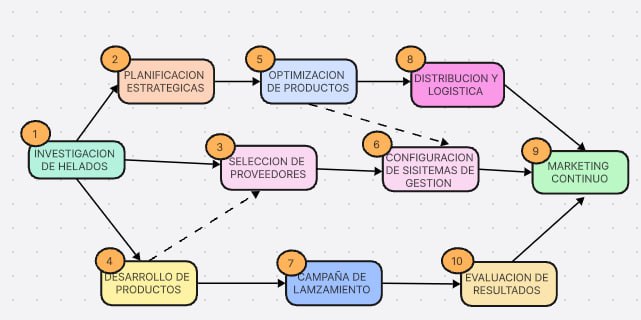 2
PLANIFICACION
ESTRATEGICAS
5
OPTIMIZACION
DE PRODUCTOS
8
DISTRIBUCION Y
LOGISTICA
1
INVESTIGACION
DE HELADOS
3
SELECCION DE
PROVEEDORES
6
CONFIGURACION
DE SISITEMAS DE
GESTION
9
MARKETING
CONTINUO
4
DESARROLLO DE
PRODUCTOS
7
CAMPAÑA DE
LAMZAMIENTO
10
EVALUACION DE
RESULTADOS